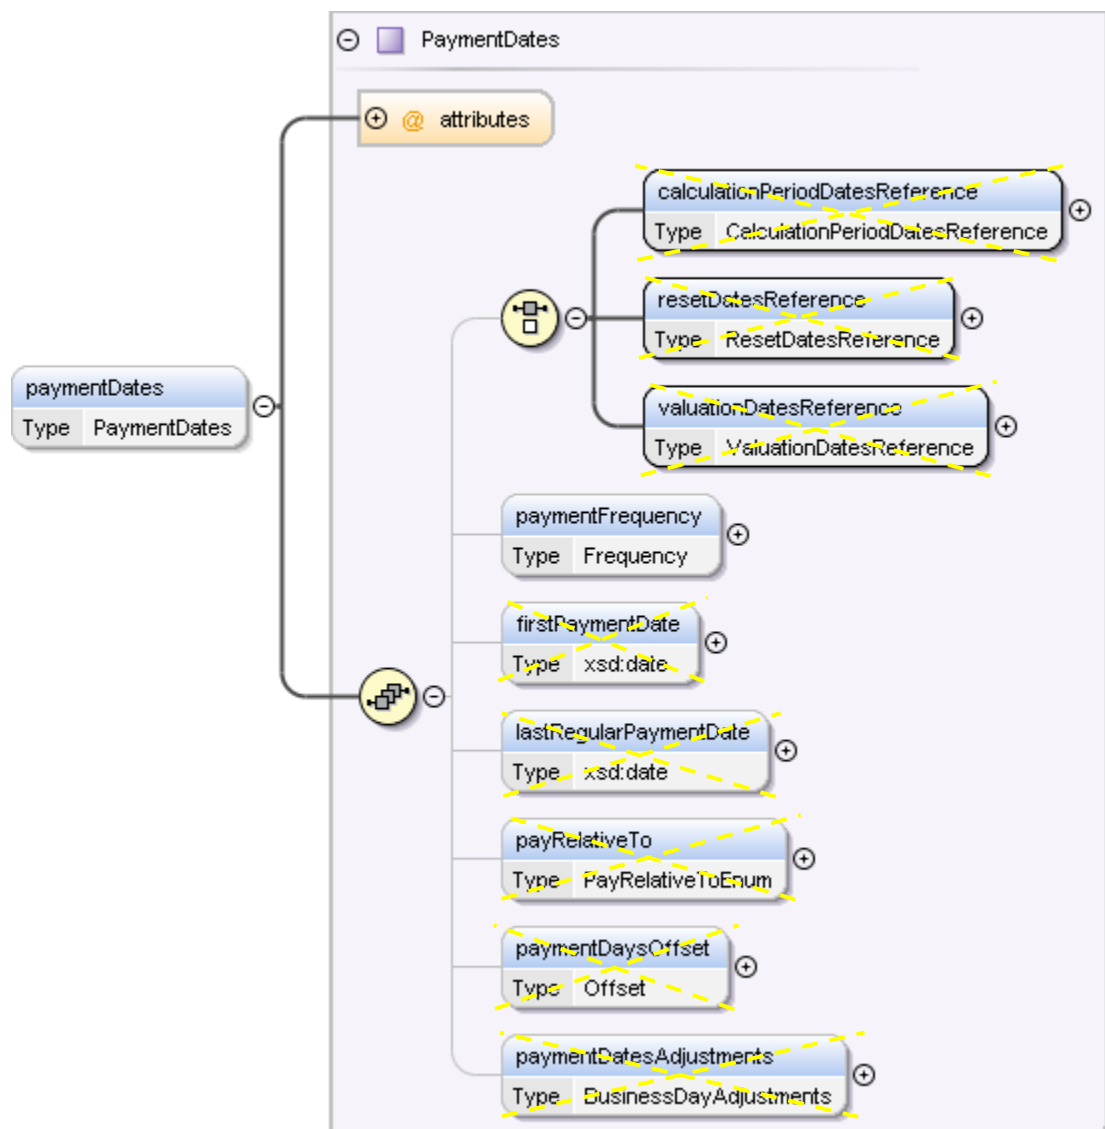 PaymentDates
@ attributes
calculationPeriodDatesReference
Type CalculationPeriodDatesReference
resetDatesReference
Type ResetDatesReference
paymentDates
Type PaymentDates
valuationDatesReference
Type ValuationDatesReference
paymentFrequency
Type Frequency
firstPaymentDate
Type xsd:date
lastRegularPaymentDate
Type xsd:date
payRelativeTo
Type PayRelativeToEnum
paymentDaysOffset
Type Offset
paymentDatesAdjustments
Type BusinessDayAdjustments